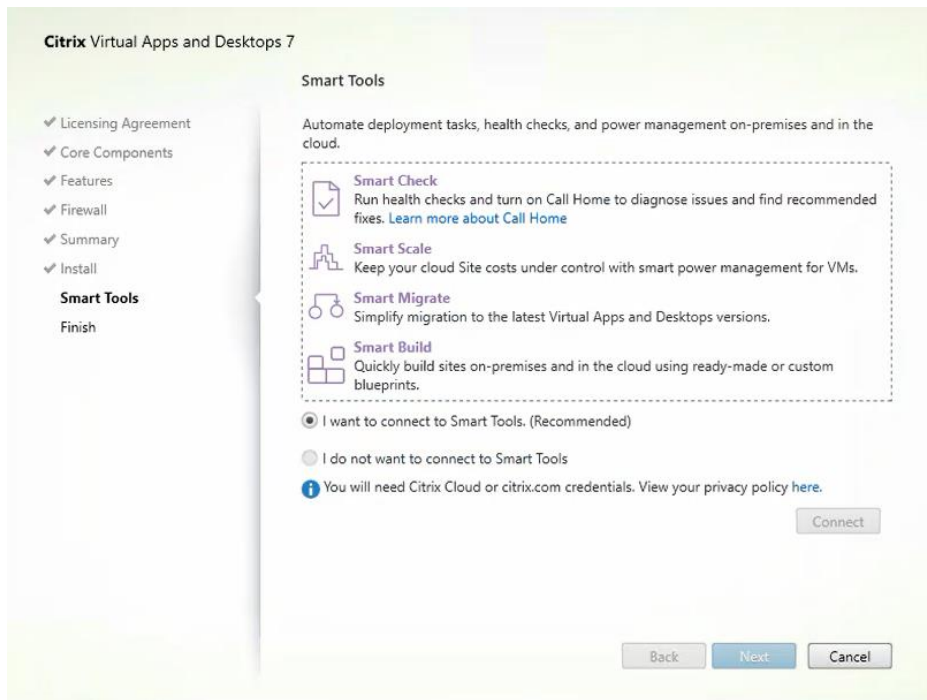 Citrix Virtual Apps and Desktops 7
Smart Tools
Licensing Agreement
Core Components
Features
Firewall
Summary
Install
Smart Tools
Finish
Automate deployment tasks, health checks, and power management on-premises and in the
cloud.
Smart Check
Run health checks and turn on Call Home to diagnose issues and find recommended
fixes. Learn more about Call Home
Smart Scale
Keep your cloud Site costs under control with smart power management for VMs.
Smart Migrate
Simplify migration to the latest Virtual Apps and Desktops versions.
Smart Build
Quickly build sites on-premises and in the cloud using ready-made or custom
blueprints.
I want to connect to Smart Tools. (Recommended)
I do not want to connect to Smart Tools
You will need Citrix Cloud or citrix.com credentials. View your privacy policy here.
Connect
Back
Next
Cancel